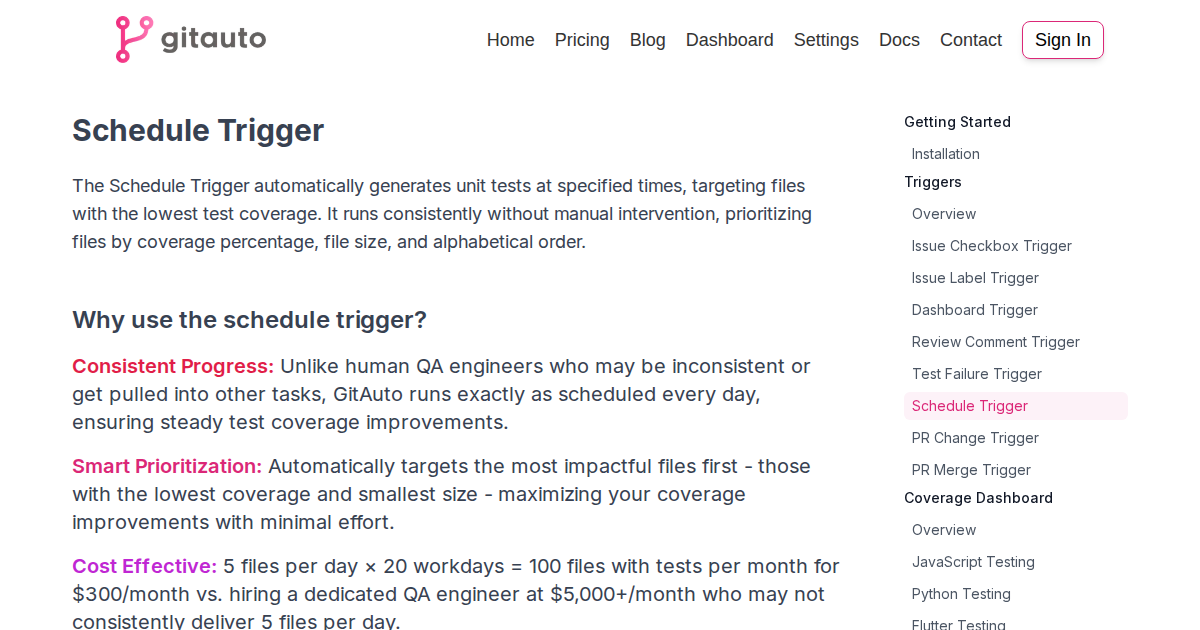 gitauto
Home Pricing Blog Dashboard Settings Docs Contact Sign In
Schedule Trigger
The Schedule Trigger automatically generates unit tests at specified times, targeting files
with the lowest test coverage. It runs consistently without manual intervention, prioritizing
files by coverage percentage, file size, and alphabetical order.
Why use the schedule trigger?
Consistent Progress: Unlike human QA engineers who may be inconsistent or
get pulled into other tasks, GitAuto runs exactly as scheduled every day,
ensuring steady test coverage improvements.
Smart Prioritization: Automatically targets the most impactful files first - those
with the lowest coverage and smallest size - maximizing your coverage
improvements with minimal effort.
Cost Effective: 5 files per day × 20 workdays = 100 files with tests per month for
$300/month vs. hiring a dedicated QA engineer at $5,000+/month who may not
consistently deliver 5 files per day.
Getting Started
Installation
Triggers
Overview
Issue Checkbox Trigger
Issue Label Trigger
Dashboard Trigger
Review Comment Trigger
Test Failure Trigger
Schedule Trigger
PR Change Trigger
PR Merge Trigger
Coverage Dashboard
Overview
JavaScript Testing
Python Testing
Flutter Testing